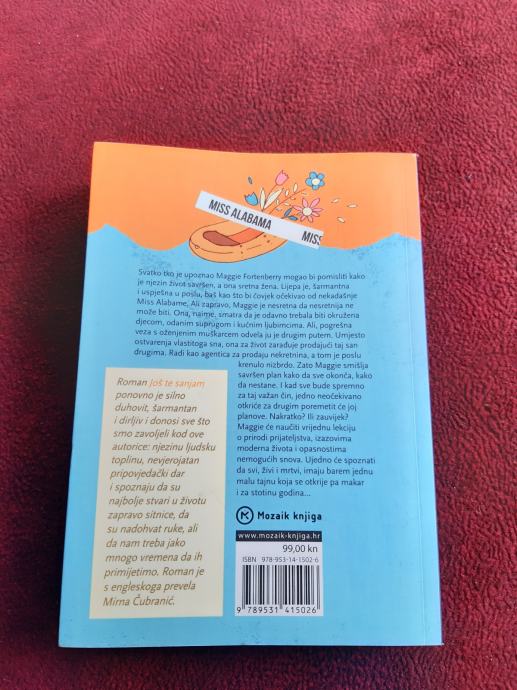 MISS ALABAMA
MISS
Svatko tko je upoznao Maggie Fortenberry mogao bi pomisliti kako
je njezin život savršen, a ona sretna žena. Lijepa je, šarmantna
i uspješna u poslu, baš kao što bi čovjek očekivao od nekadašnje
Miss Alabame. Ali zapravo, Maggie je nesretna da nesretnija ne
može biti. Ona, naime, smatra da je odavno trebala biti okružena
djecom, odanim suprugom i kućnim ljubimcima. Ali, pogrešna
veza s oženjenim muškarcem odvela ju je drugim putem. Umjesto
ostvarenja vlastitoga sna, ona za život zarađuje prodajući taj san
drugima. Radi kao agentica za prodaju nekretnina, a tom je poslu
krenulo nizbrdo. Zato Maggie smišlja
savršen plan kako da sve okonča, kako
da nestane. I kad sve bude spremno
za taj važan čin, jedno neočekivano
otkriće za drugim poremetit će joj
planove. Nakratko? Ili zauvijek?
Maggie će naučiti vrijednu lekciju
o prirodi prijateljstva, izazovima
moderna života i opasnostima
nemogućih snova. Ujedno će spoznati
da svi, živi i mrtvi, imaju barem jednu
malu tajnu koja se otkrije pa makar
i za stotinu godina...
Roman Još te sanjam
ponovno je silno
duhovit, šarmantan
i dirljiv i donosi sve što
smo zavoljeli kod ove
autorice: njezinu ljudsku
toplinu, nevjerojatan
pripovjedački dar
i spoznaju da su
najbolje stvari u životu
zapravo sitnice, da
su nadohvat ruke, ali
da nam treba jako
mnogo vremena da ih
primijetimo. Roman je
s engleskoga prevela
Mirna Čubranić.
Mozaik knjiga
www.mozaik-knjiga.hr
99,00 kn
ISBN 978-953-14-1502-6
9 789531 415026